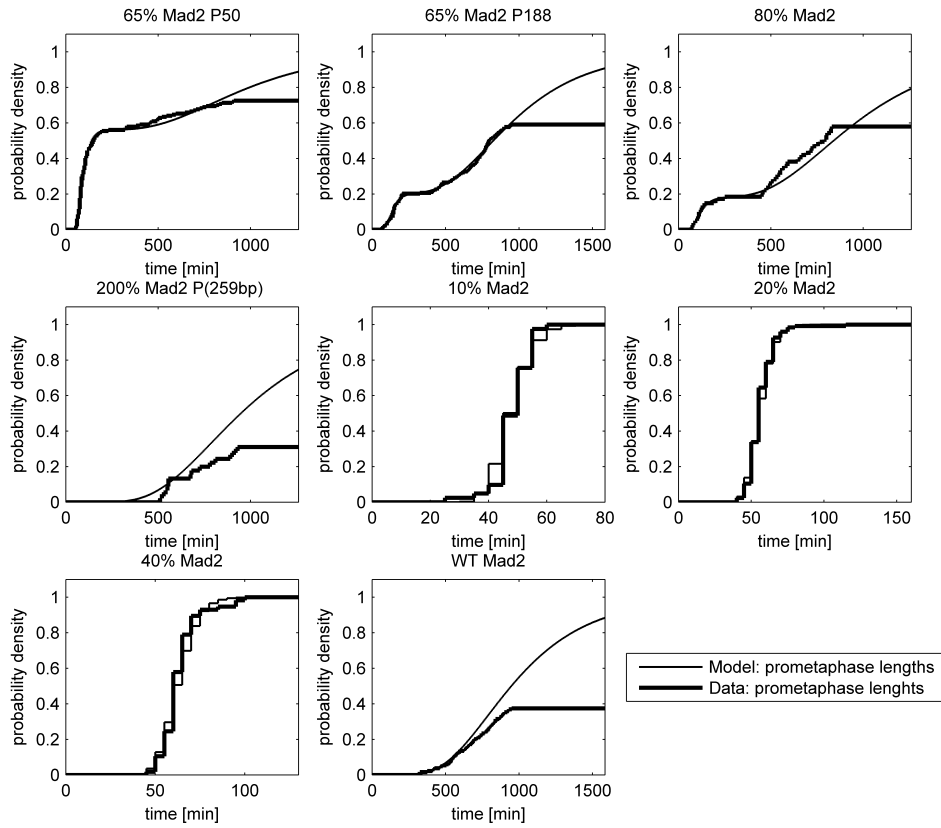 65% Mad2 P50
65% Mad2 P188
80% Mad2
probability density
1
0.8
0.6
0.4
0.2
0
0 500 1000
time [min]
probability density
1
0.8
0.6
0.4
0.2
0
0 500 1000 1500
time [min]
probability density
1
0.8
0.6
0.4
0.2
0
0 500 1000
time [min]
200% Mad2 P(259bp)
10% Mad2
20% Mad2
probability density
1
0.8
0.6
0.4
0.2
0
0 500 1000
time [min]
probability density
1
0.8
0.6
0.4
0.2
0
0 20 40 60 80
time [min]
probability density
1
0.8
0.6
0.4
0.2
0
0 50 100 150
time [min]
40% Mad2
WT Mad2
probability density
1
0.8
0.6
0.4
0.2
0
0 50 100
time [min]
probability density
1
0.8
0.6
0.4
0.2
0
0 500 1000 1500
time [min]
Model: prometaphase lengths
Data: prometaphase lenghts